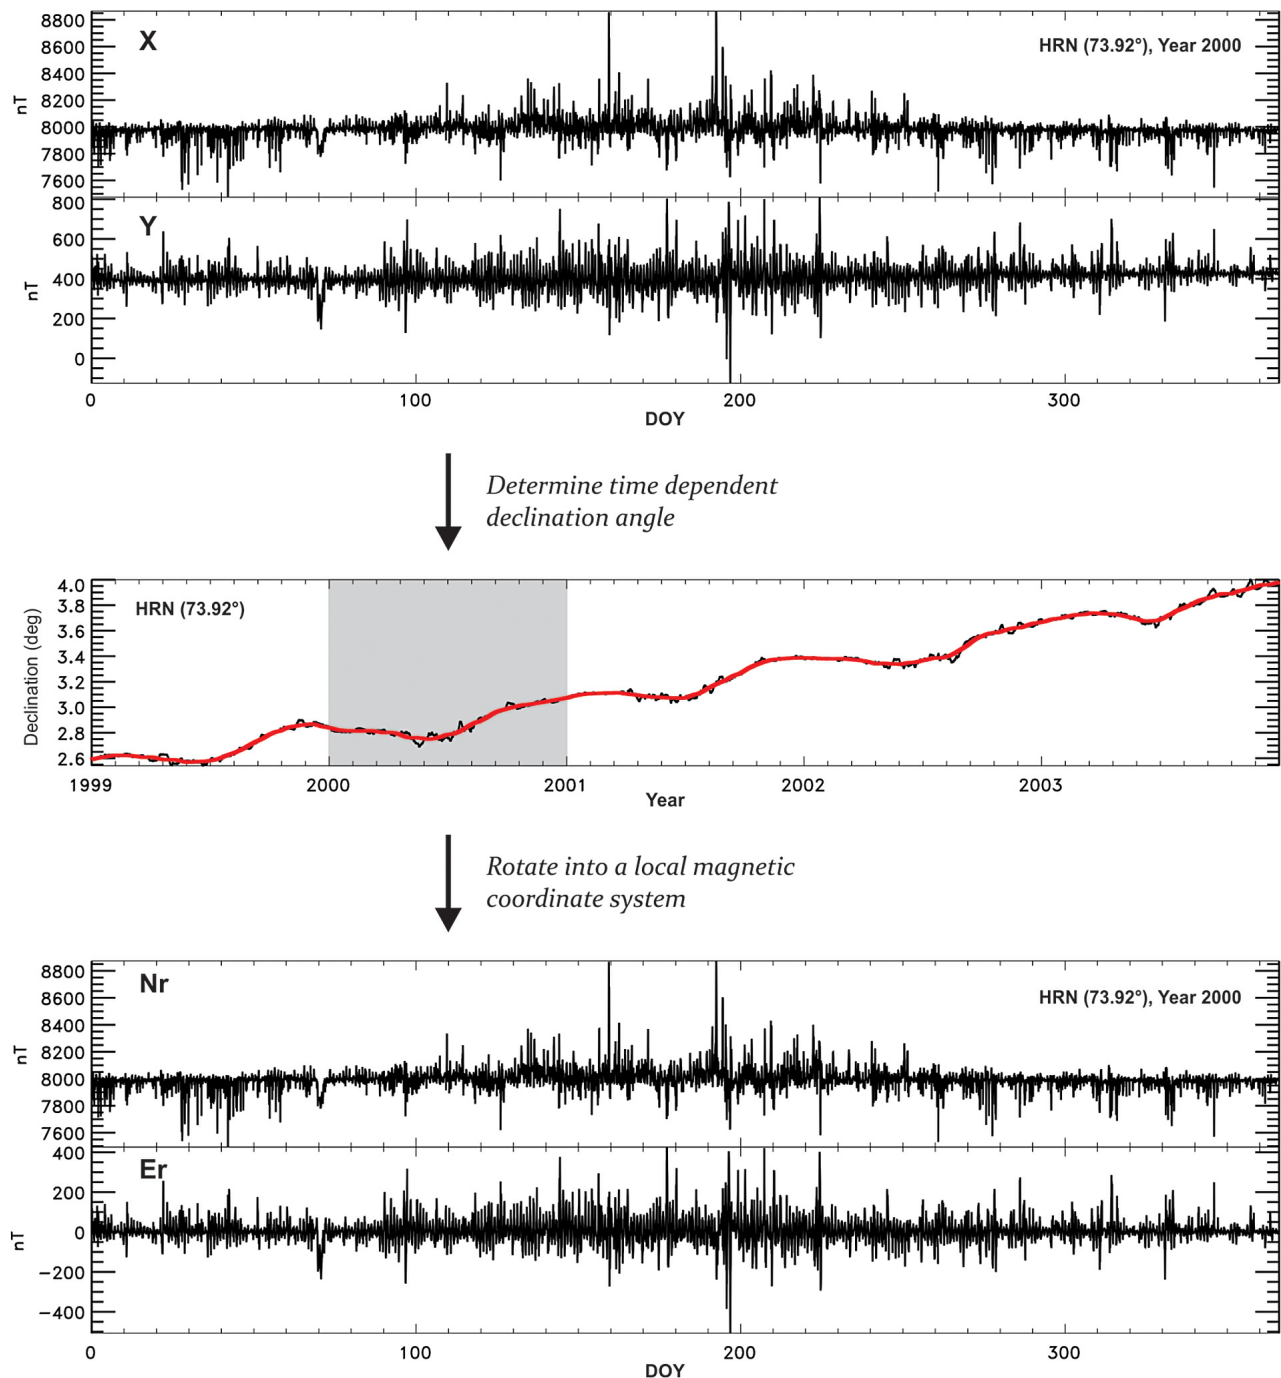 X
HRN (73.92°), Year 2000
8800
8600
8400
8200
8000
7800
7600
nT
Y
800
600
400
200
0
nT
0 100 200 300
DOY
Determine time dependent
declination angle
HRN (73.92°)
4.0
3.8
3.6
3.4
3.2
3.0
2.8
2.6
Declination (deg)
1999 2000 2001 2002 2003
Year
Rotate into a local magnetic
coordinate system
Nr
HRN (73.92°), Year 2000
8800
8600
8400
8200
8000
7800
7600
nT
Er
400
200
0
−200
−400
nT
0 100 200 300
DOY